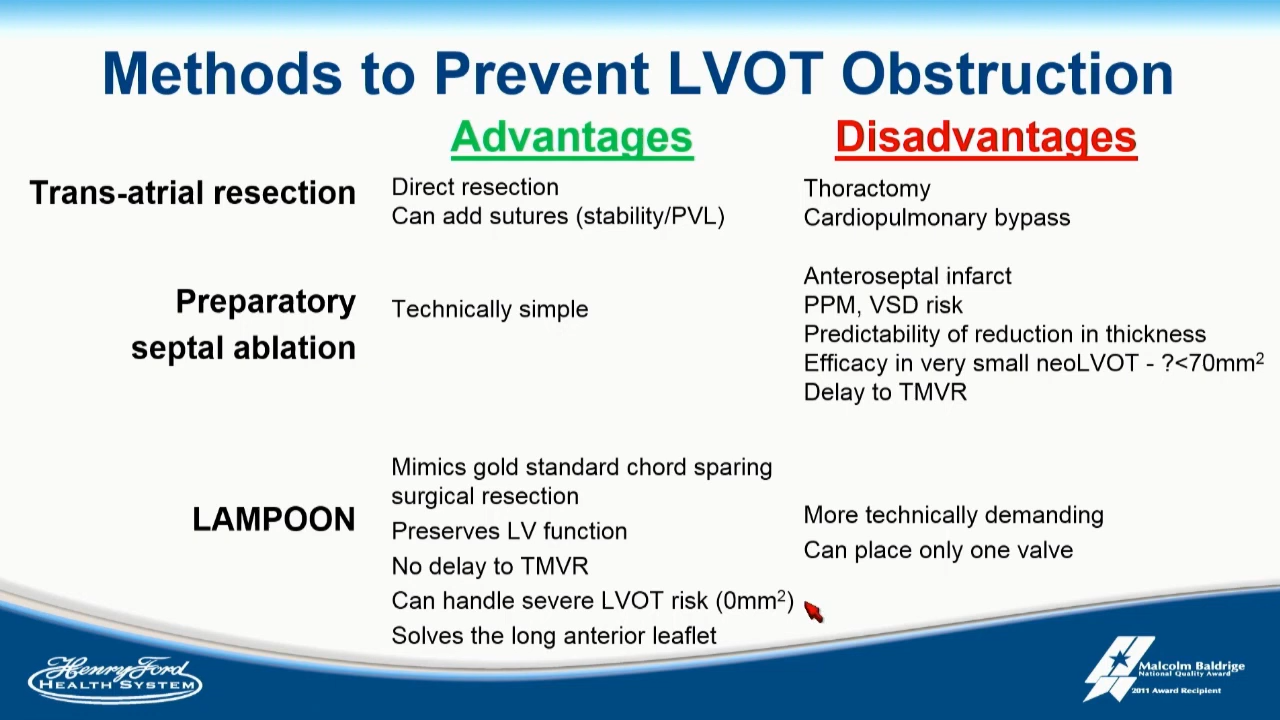 Methods to Prevent LVOT Obstruction
Advantages
Disadvantages
Trans-atrial resection
Direct resection
Can add sutures (stability/PVL)
Thoractomy
Cardiopulmonary bypass
Preparatory
septal ablation
Technically simple
Anteroseptal infarct
PPM, VSD risk
Predictability of reduction in thickness
Efficacy in very small neoLVOT - ?<70mm²
Delay to TMVR
LAMPOON
Mimics gold standard chord sparing
surgical resection
Preserves LV function
No delay to TMVR
Can handle severe LVOT risk (0mm²)
Solves the long anterior leaflet
More technically demanding
Can place only one valve
Henry Ford
HEALTH SYSTEM
Malcolm Baldrige
National Quality Award
2011 Award Recipient